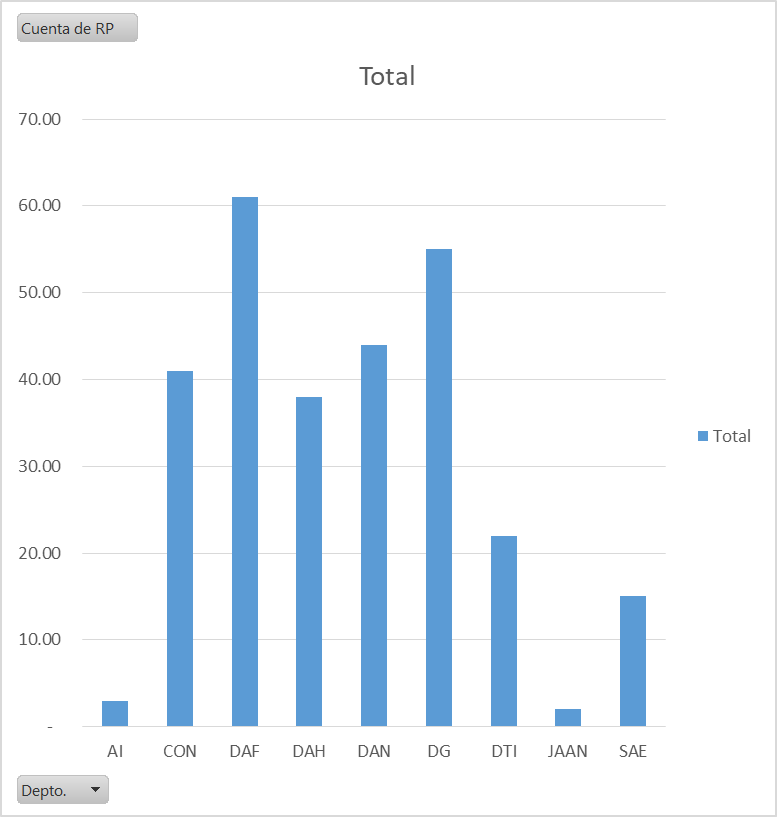 Cuenta de RP
Total
70.00
60.00
50.00
40.00
30.00
20.00
10.00
-
Total
AI CON DAF DAH DAN DG DTI JAAN SAE
Depto.